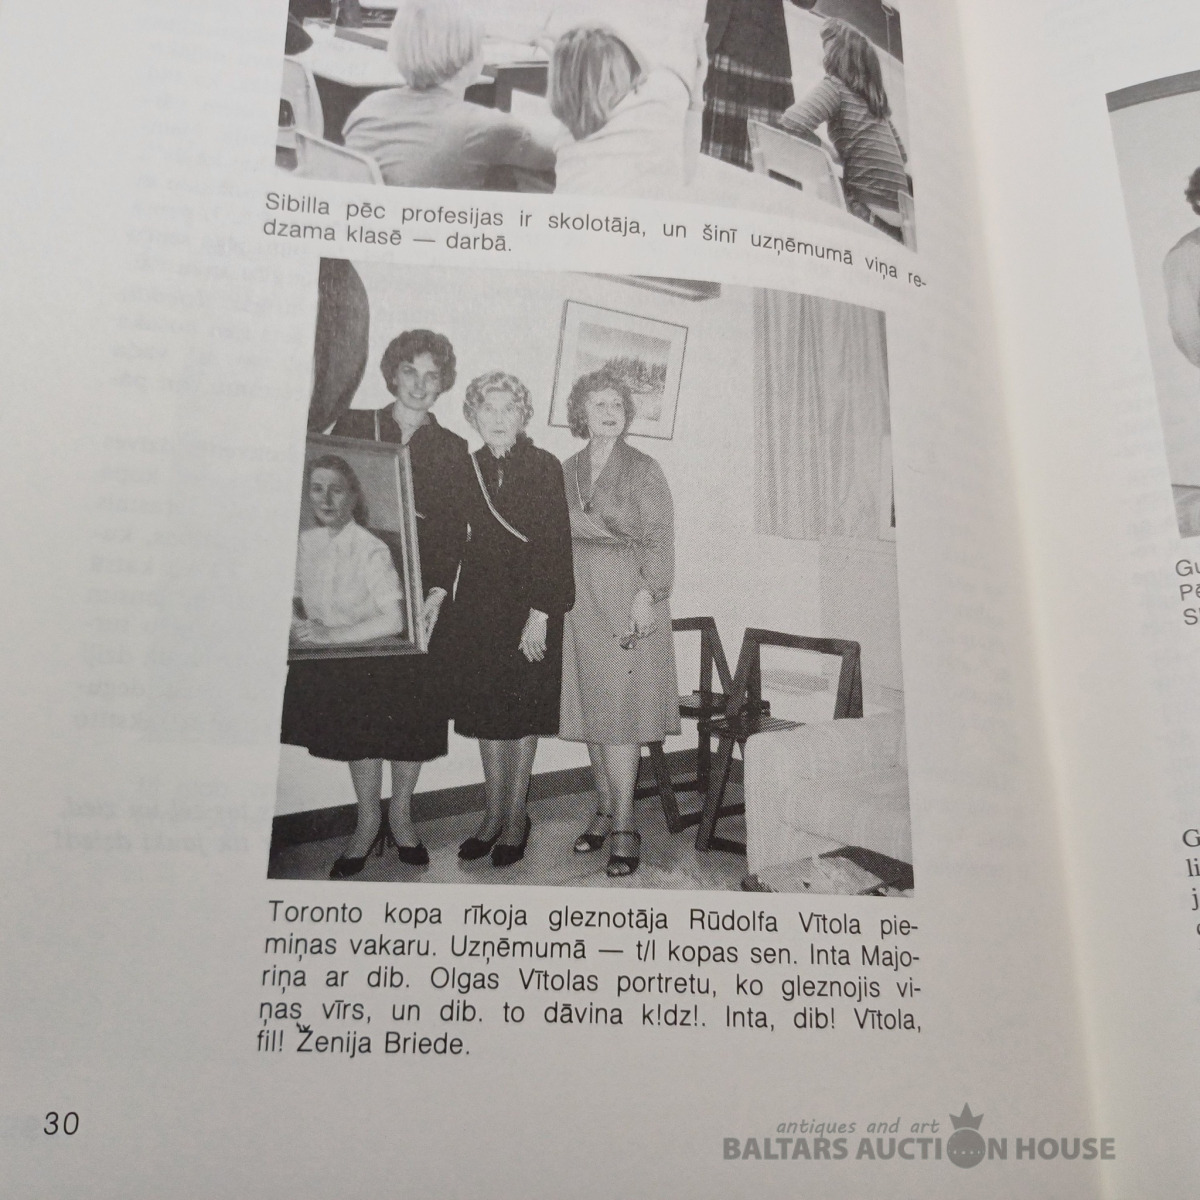 Sibilla pēc profesijas ir skolotāja, un šinī uzņēmumā viņa re-
dzama klasē — darbā.
Toronto kopa rīkoja gleznotāja Rūdolfa Vītola pie-
miņas vakaru. Uzņēmumā — t/l kopas sen. Inta Majo-
riņa ar dib. Olgas Vītolas portretu, ko gleznojis vi-
ņas vīrs, un dib. to dāvina k!dz!. Inta, dib! Vītola,
fil! Ženija Briede.
30
antiques and art
BALTARS AUCTION HOUSE